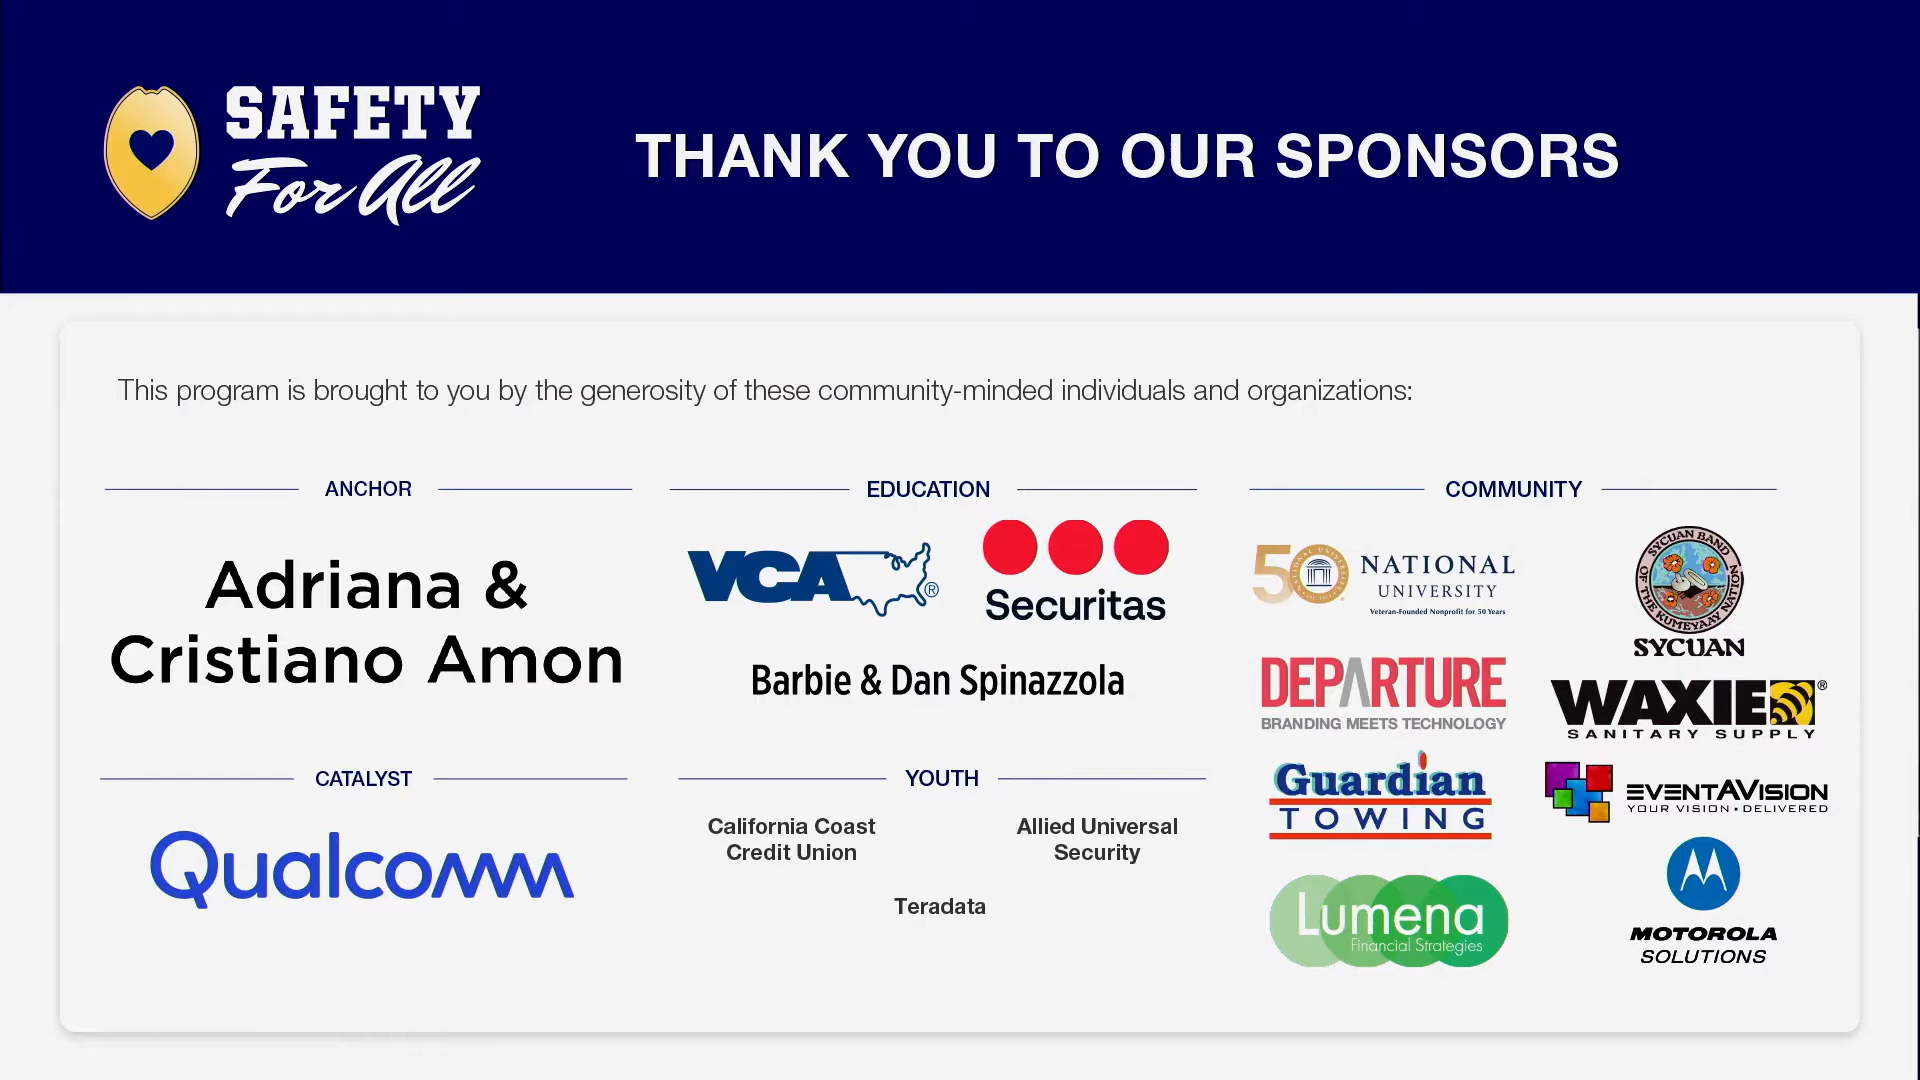 SAFETY
For All
THANK YOU TO OUR SPONSORS
This program is brought to you by the generosity of these community-minded individuals and organizations:
ANCHOR
Adriana &
Cristiano Amon
CATALYST
Qualcomm
EDUCATION
VCA®
Securitas
Barbie & Dan Spinazzola
YOUTH
California Coast
Credit Union
Allied Universal
Security
Teradata
COMMUNITY
50
NATIONAL
UNIVERSITY
Veteran-Founded Nonprofit for 50 Years
SYCUAN BAND
OF THE KUMEYAAY NATION
SYCUAN
DEPARTURE
BRANDING MEETS TECHNOLOGY
WAXIE®
SANITARY SUPPLY
Guardian
TOWING
EVENTAVISION
YOUR VISION • DELIVERED
Lumena
Financial Strategies
MOTOROLA
SOLUTIONS